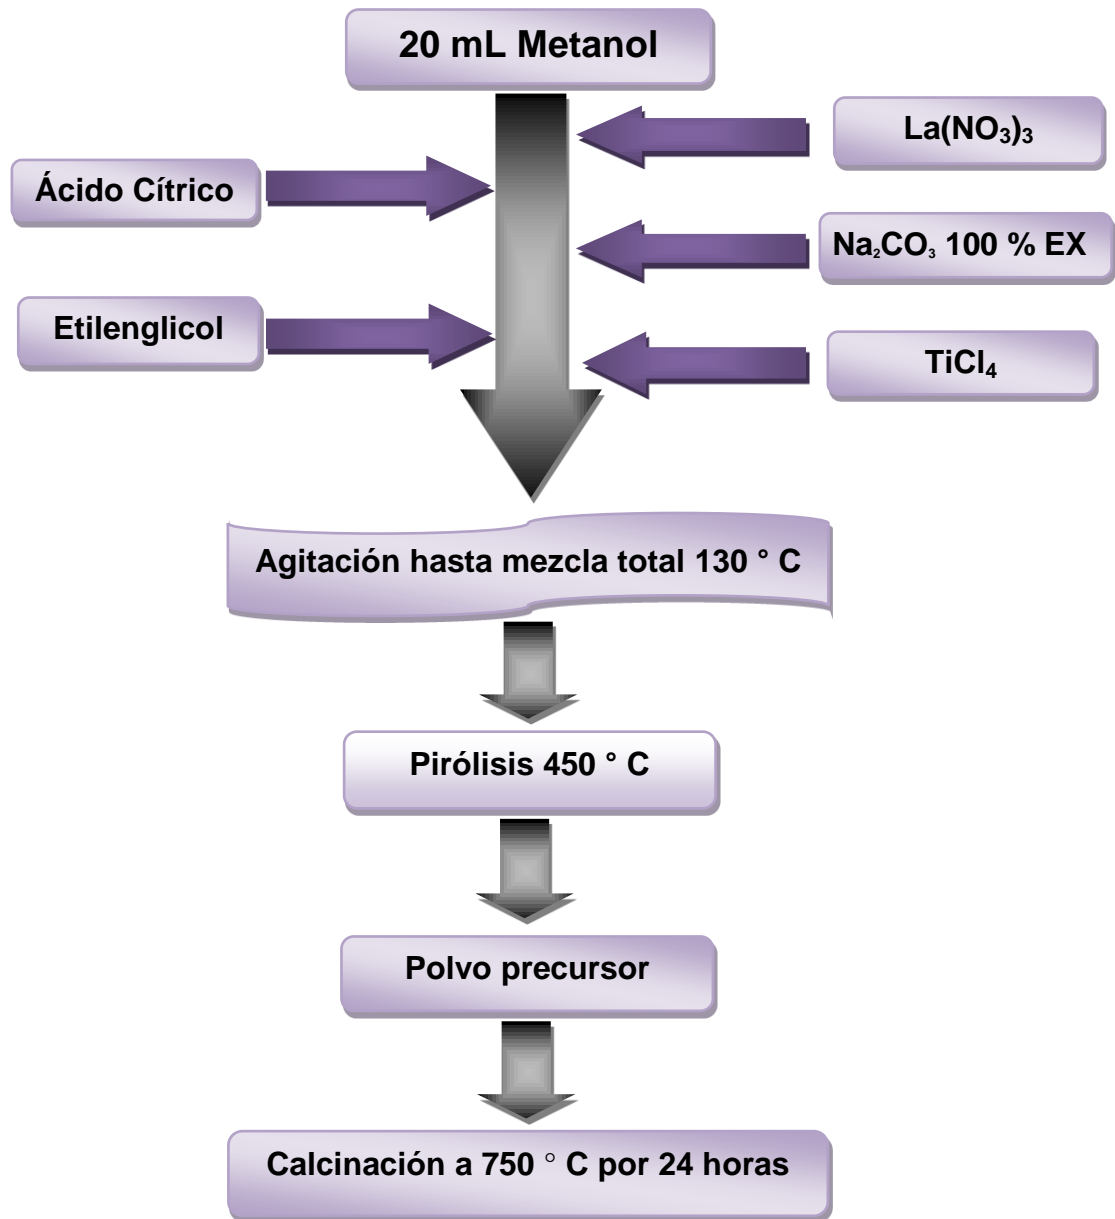 20 mL Metanol
La(NO₃)₃
Ácido Cítrico
Na₂CO₃ 100 % EX
Etilenglicol
TiCl₄
Agitación hasta mezcla total 130 ° C
Pirólisis 450 ° C
Polvo precursor
Calcinación a 750 ° C por 24 horas